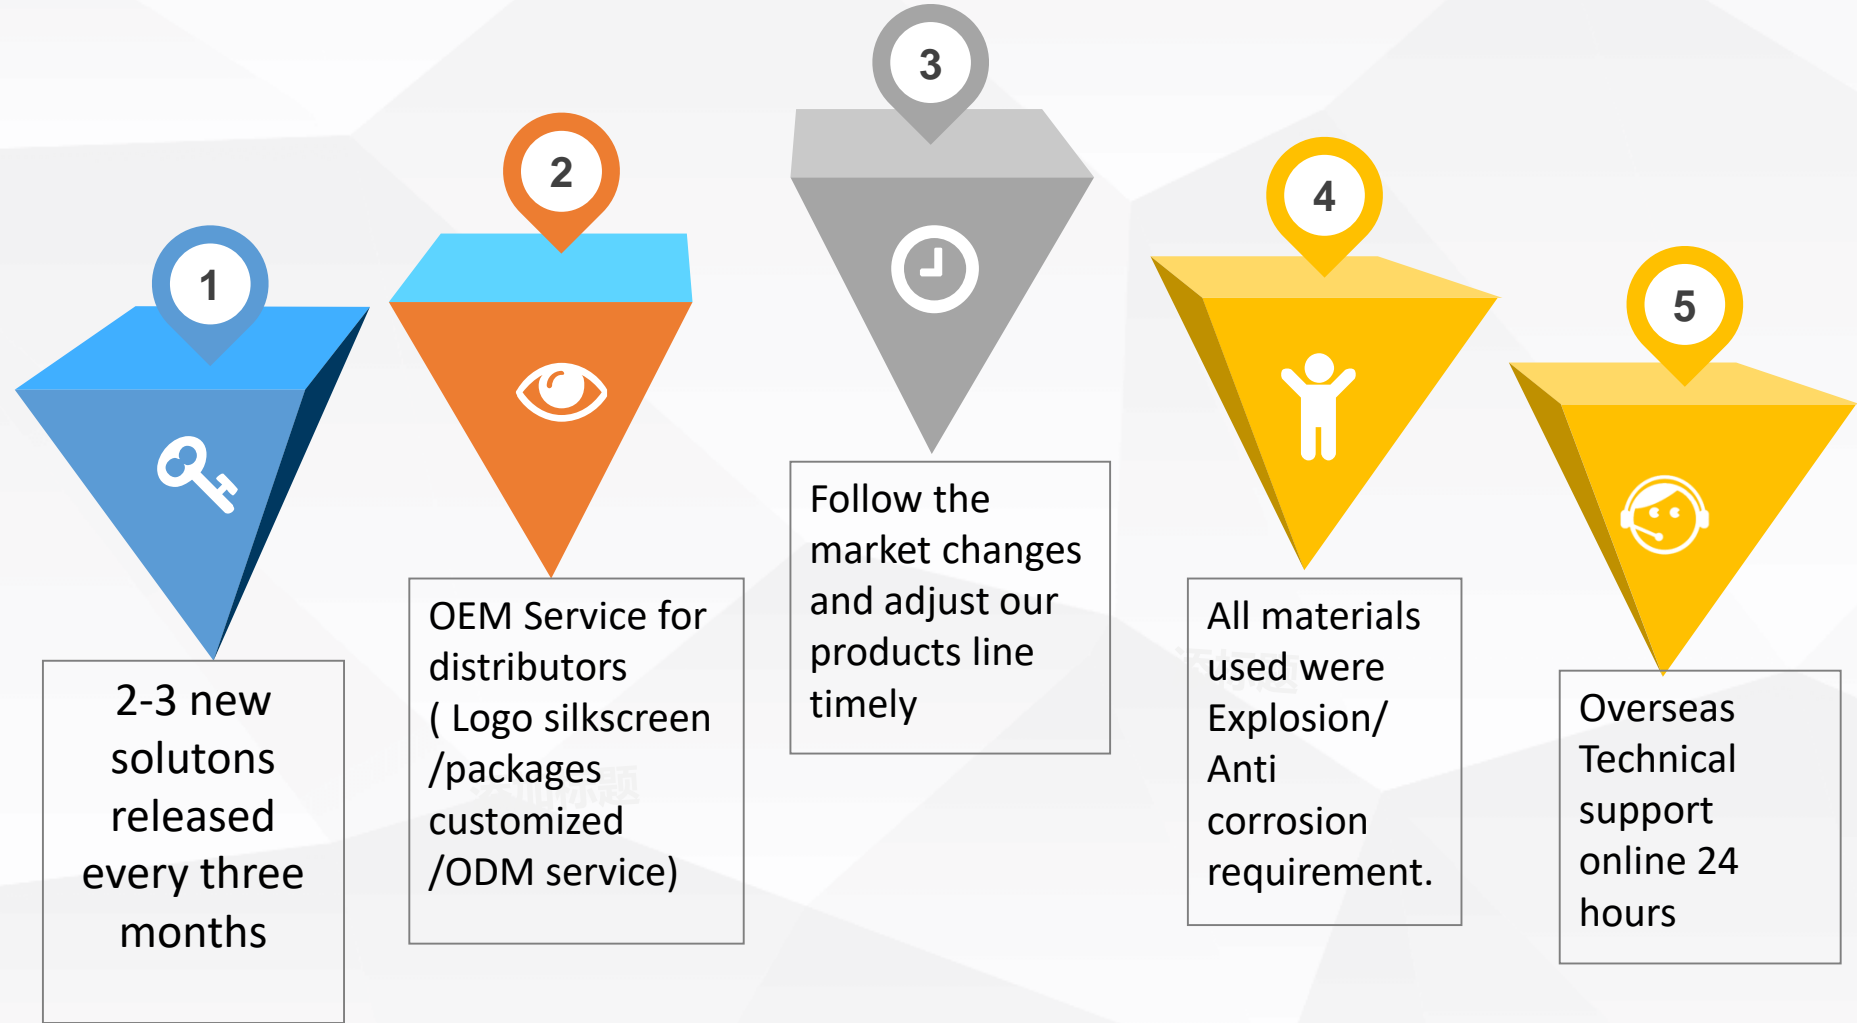 1
2-3 new
solutons
released
every three
months
2
OEM Service for
distributors
( Logo silkscreen
/packages
customized
/ODM service)
3
Follow the
market changes
and adjust our
products line
timely
4
All materials
used were
Explosion/
Anti
corrosion
requirement.
5
Overseas
Technical
support
online 24
hours